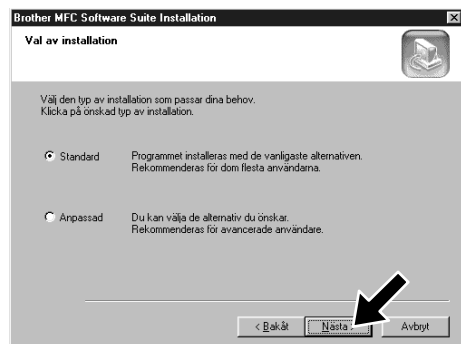 Brother MFC Software Suite Installation
Val av installation
Välj den typ av installation som passar dina behov.
Klicka på önskad typ av installation.
Standard Programmet installeras med de vanligaste alternativen.
Rekommenderas för dom flesta användarna.
Anpassad Du kan välja de alternativ du önskar.
Rekommenderas för avancerade användare.
< Bakåt Nästa > Avbryt